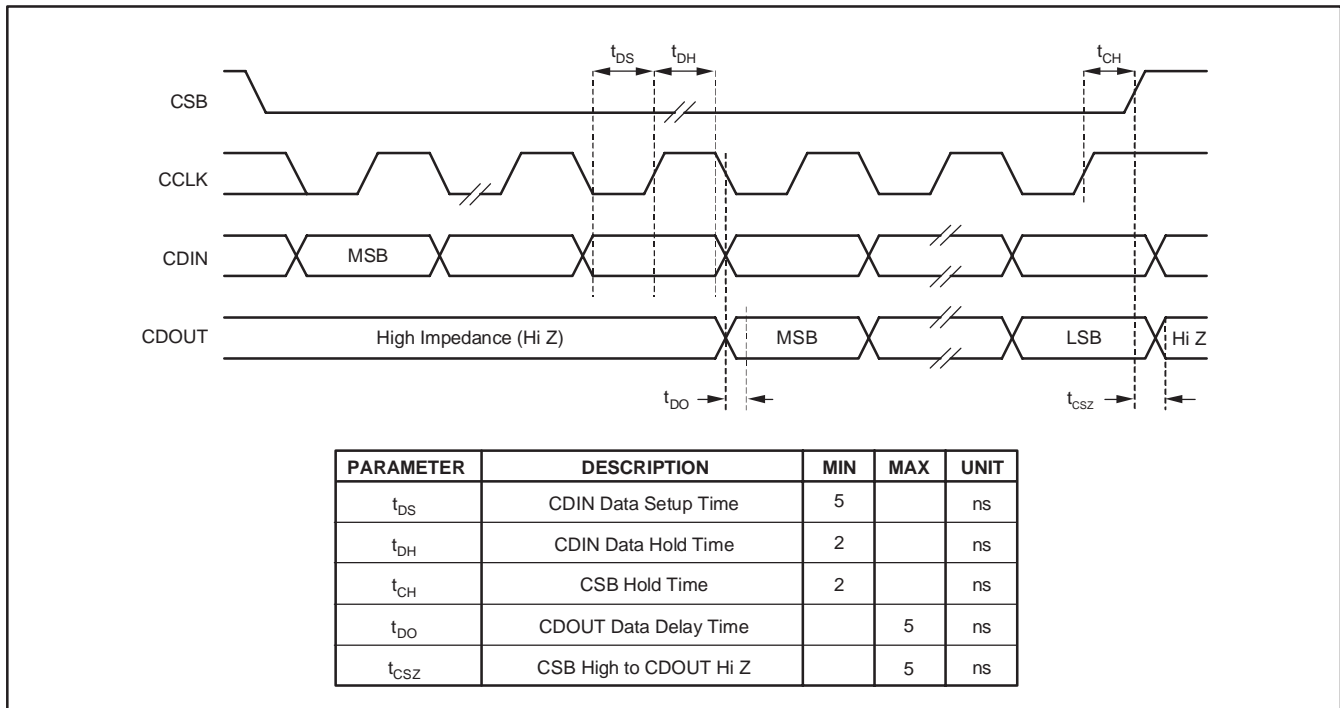 tDS tDH tCH
CSB
CCLK
CDIN MSB
CDOUT High Impedance (Hi Z) MSB LSB Hi Z
tDO tCSZ
PARAMETER DESCRIPTION MIN MAX UNIT
tDS CDIN Data Setup Time 5 ns
tDH CDIN Data Hold Time 2 ns
tCH CSB Hold Time 2 ns
tDO CDOUT Data Delay Time 5 ns
tCSZ CSB High to CDOUT Hi Z 5 ns